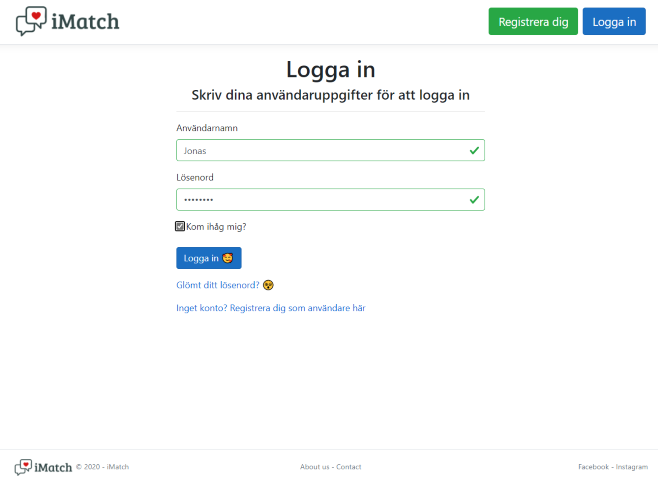 iMatch
Registrera dig
Logga in
Logga in
Skriv dina användaruppgifter för att logga in
Användarnamn
Jonas
Lösenord
••••••••
Kom ihåg mig?
Logga in 🥰
Glömt ditt lösenord? 😵
Inget konto? Registrera dig som användare här
iMatch © 2020 - iMatch
About us - Contact
Facebook - Instagram